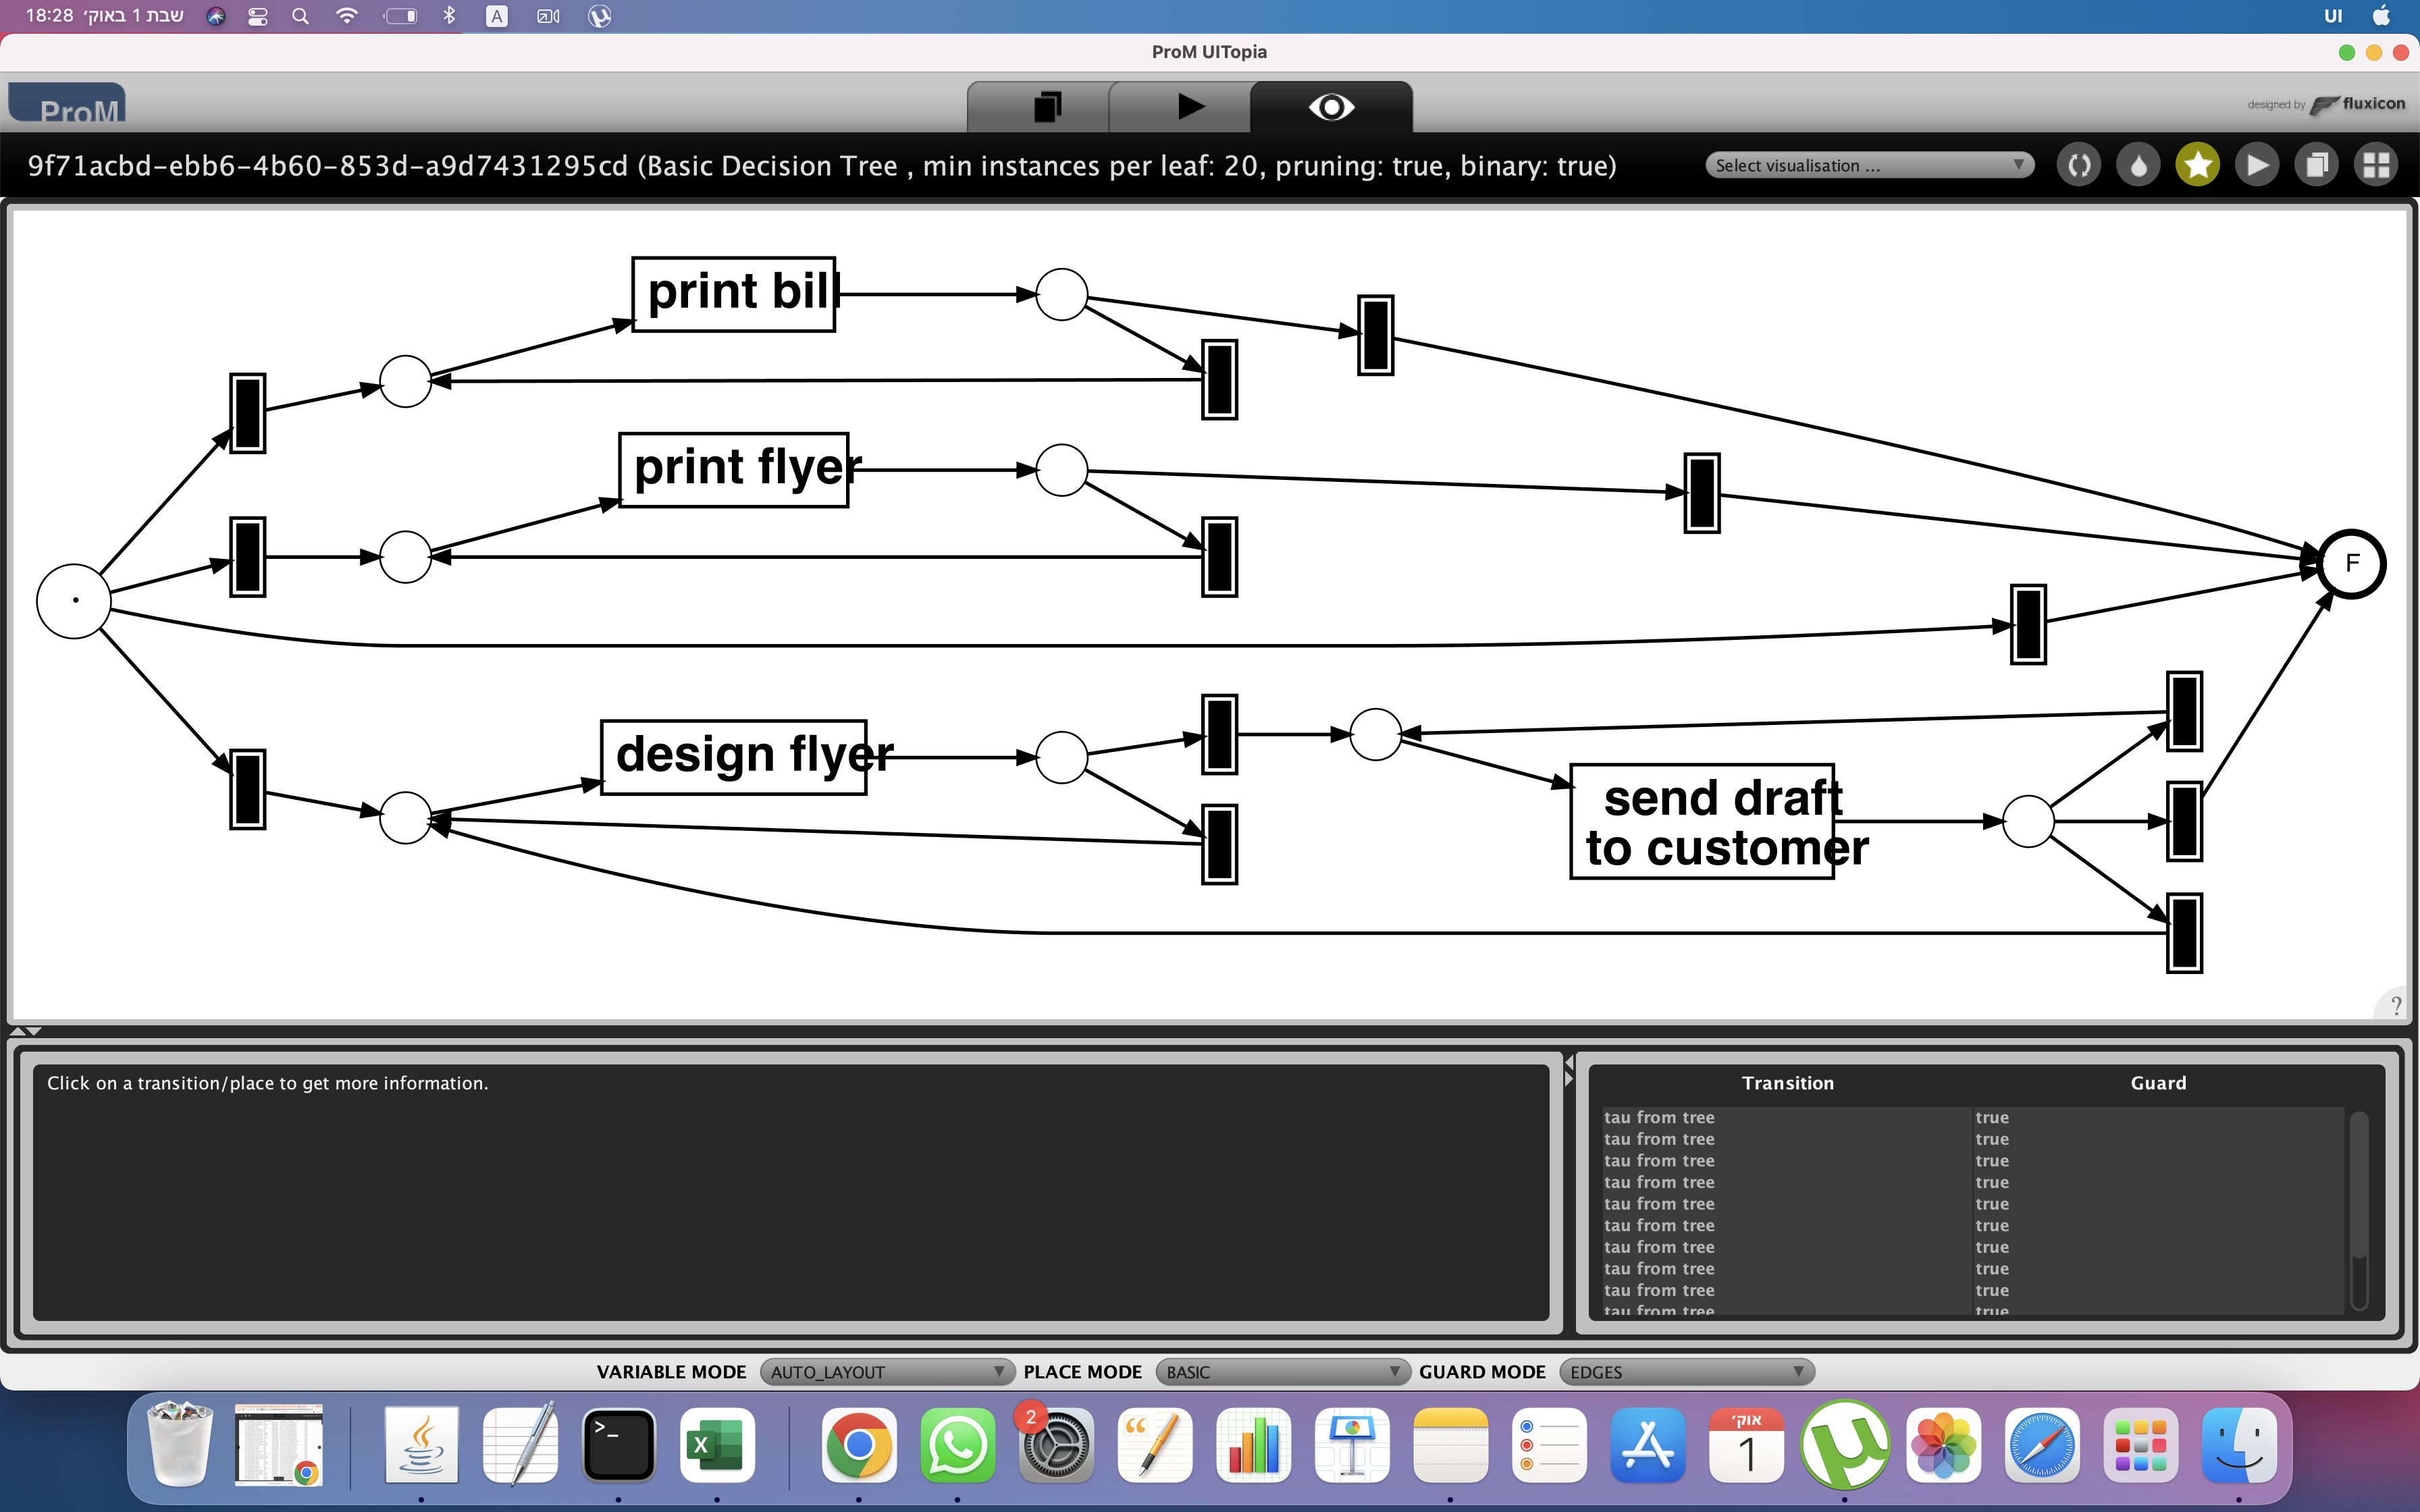 18:28 שבת 1 באוק׳
A
UI
ProM UITopia
ProM
designed by fluxicon
9f71acbd-ebb6-4b60-853d-a9d7431295cd (Basic Decision Tree , min instances per leaf: 20, pruning: true, binary: true)
Select visualisation ...
print bill
print flyer
F
design flyer
send draft
to customer
?
Click on a transition/place to get more information.
Transition Guard
tau from tree true
tau from tree true
tau from tree true
tau from tree true
tau from tree true
tau from tree true
tau from tree true
tau from tree true
tau from tree true
tau from tree true
VARIABLE MODE AUTO_LAYOUT PLACE MODE BASIC GUARD MODE EDGES
>_
X
2
אוק׳
1